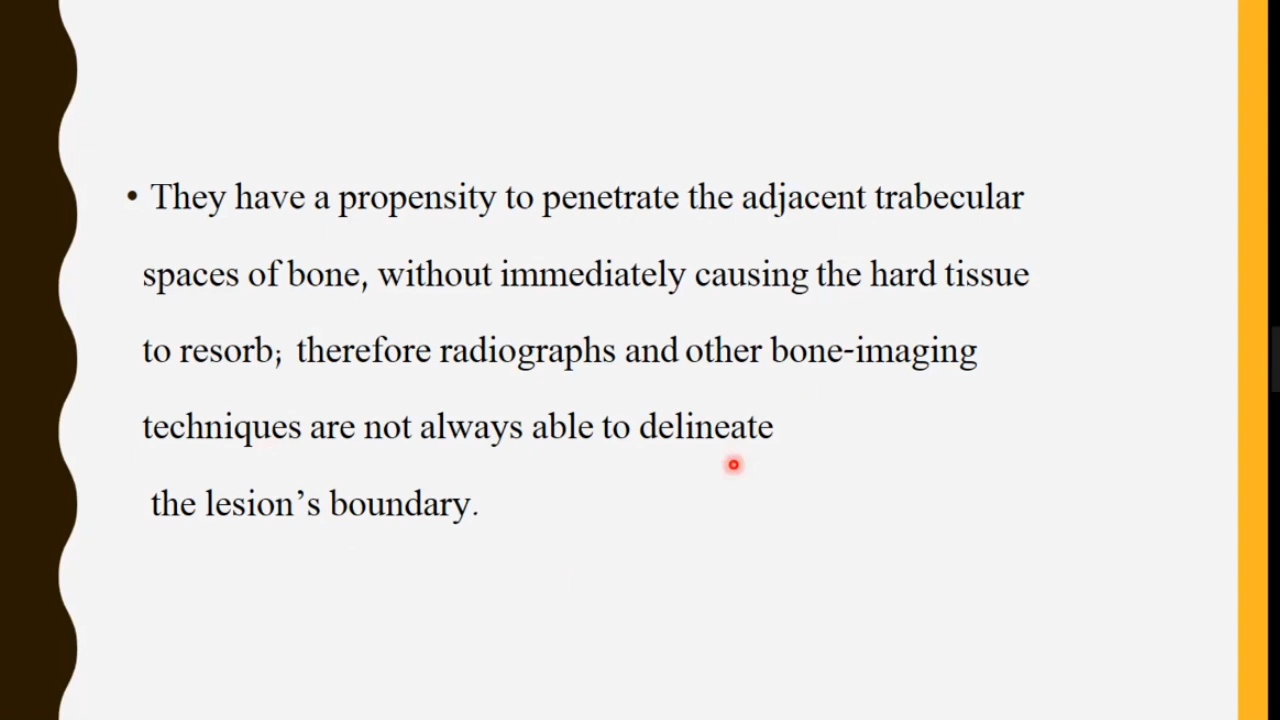 • They have a propensity to penetrate the adjacent trabecular
spaces of bone, without immediately causing the hard tissue
to resorb; therefore radiographs and other bone-imaging
techniques are not always able to delineate
the lesion’s boundary.